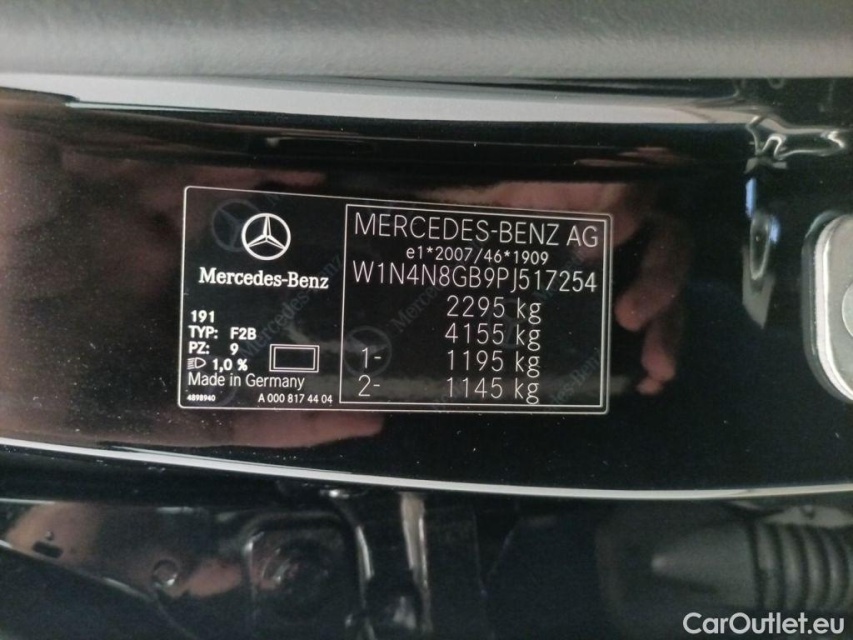 Mercedes-Benz
191
TYP: F2B
PZ: 9
1,0 %
Made in Germany
4898940 A 000 817 44 04
MERCEDES-BENZ AG
e1*2007/46*1909
W1N4N8GB9PJ517254
2295 kg
4155 kg
1- 1195 kg
2- 1145 kg
CarOutlet.eu